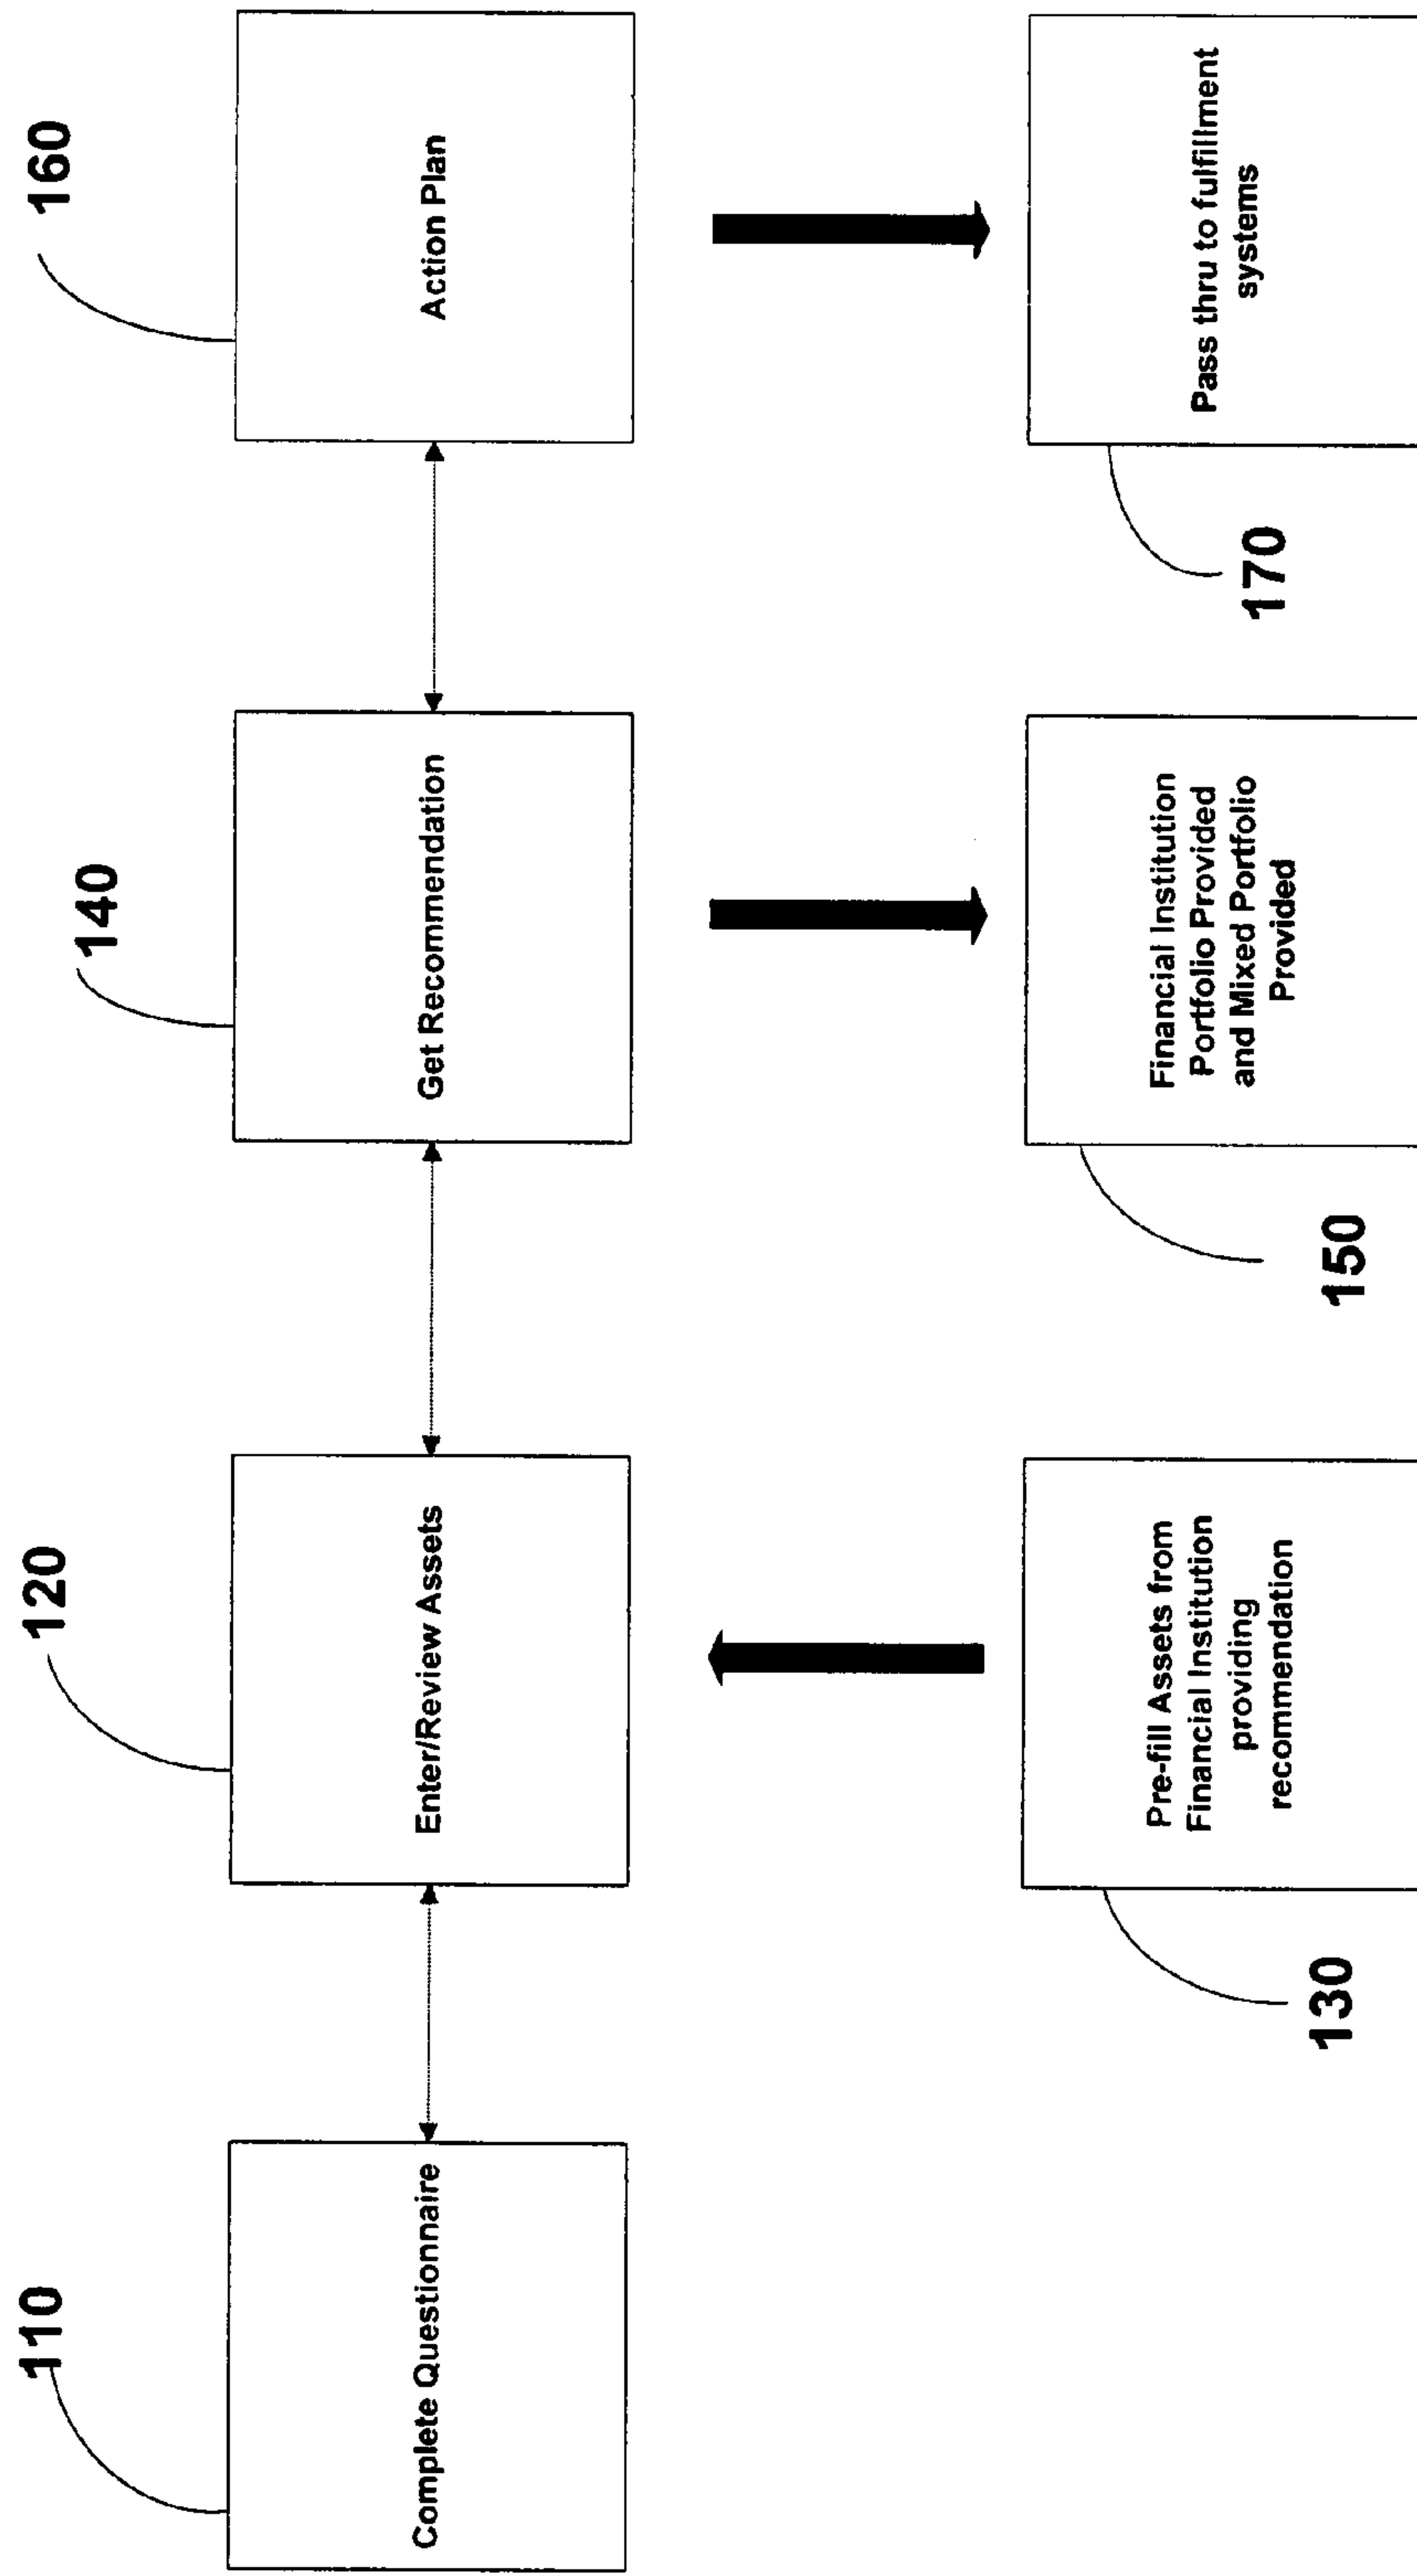 110
Complete Questionnaire
120
Enter/Review Assets
140
Get Recommendation
160
Action Plan
130
Pre-fill Assets from
Financial Institution
providing
recommendation
150
Financial Institution
Portfolio Provided
and Mixed Portfolio
Provided
170
Pass thru to fulfillment
systems